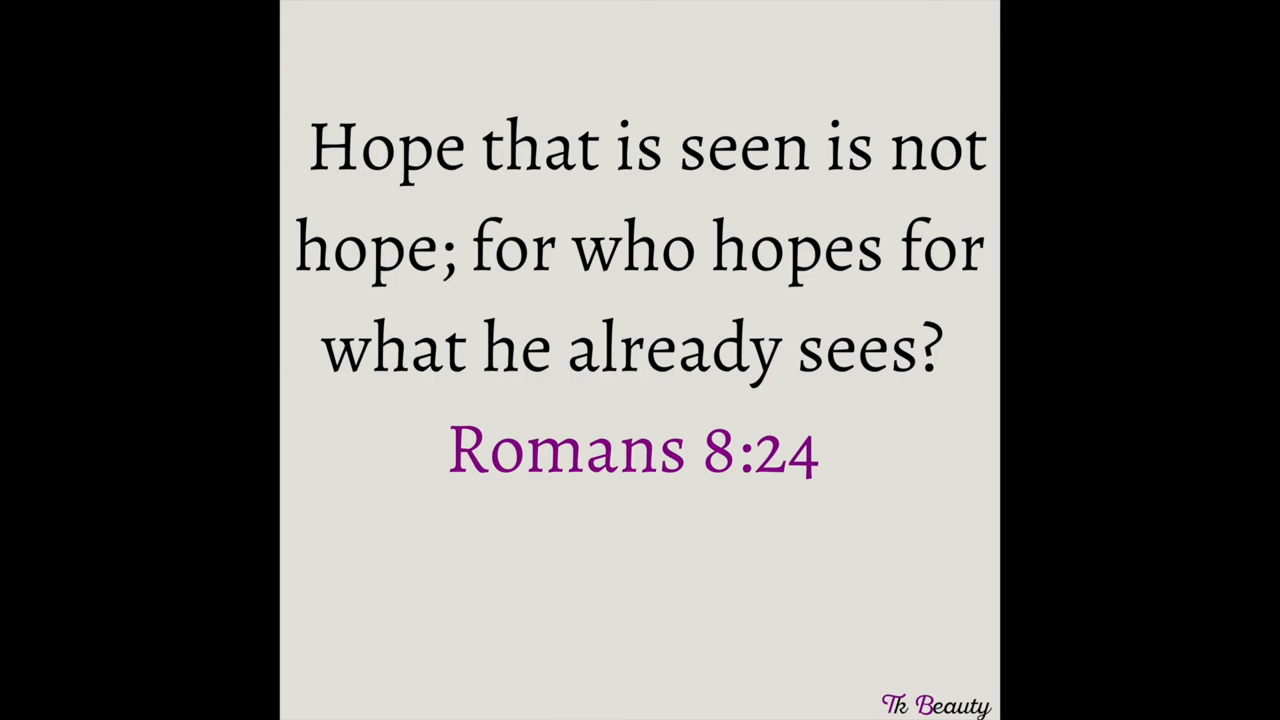 Hope that is seen is not
hope; for who hopes for
what he already sees?
Romans 8:24
Tk Beauty